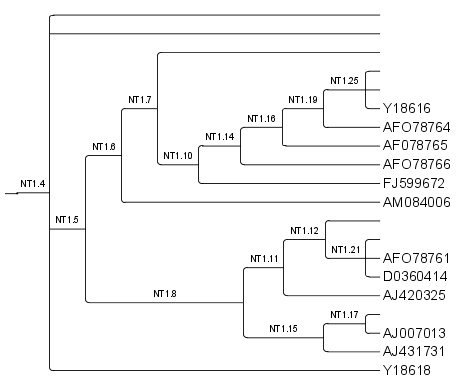 NT1.25
NT1.19
NT1.7
Y18616
NT1.16
AFO78764
NT1.14
AF078765
NT1.6
NT1.10
AFO78766
FJ599672
NT1.4
AM084006
NT1.5
NT1.12
NT1.21
AFO78761
NT1.11
D0360414
NT1.8
AJ420325
NT1.17
NT1.15
AJ007013
AJ431731
Y18618